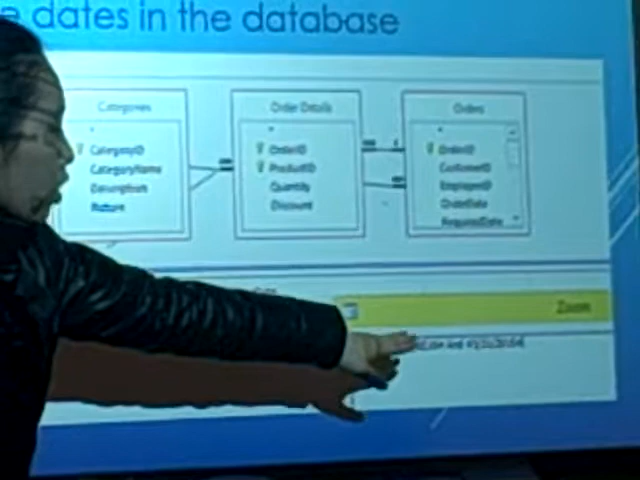 e dates in the database
Categories
Order Details
Orders
*
*
*
CategoryID
OrderID
OrderID
CategoryName
ProductID
CustomerID
Description
Quantity
EmployeeID
Picture
Discount
OrderDate
RequiredDate
Zoom